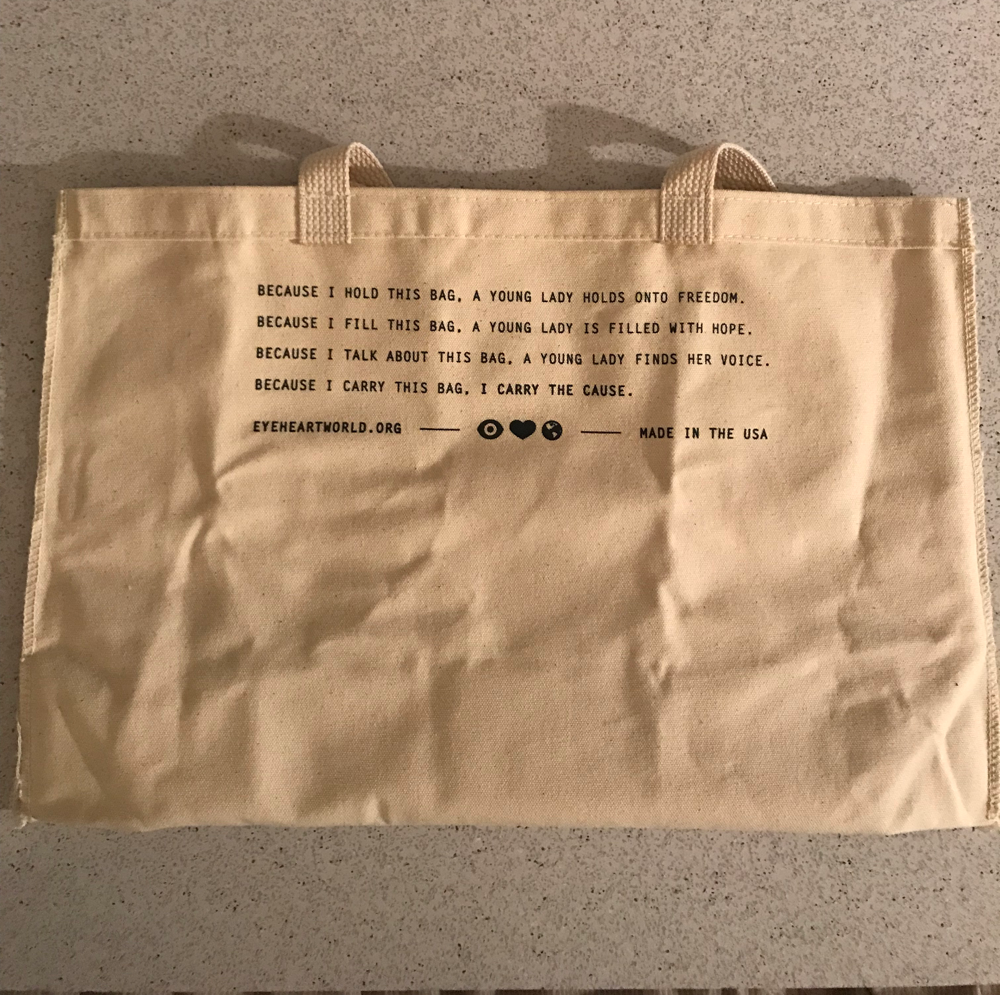 BECAUSE I HOLD THIS BAG, A YOUNG LADY HOLDS ONTO FREEDOM.
BECAUSE I FILL THIS BAG, A YOUNG LADY IS FILLED WITH HOPE.
BECAUSE I TALK ABOUT THIS BAG, A YOUNG LADY FINDS HER VOICE.
BECAUSE I CARRY THIS BAG, I CARRY THE CAUSE.
EYEHEARTWORLD.ORG — MADE IN THE USA